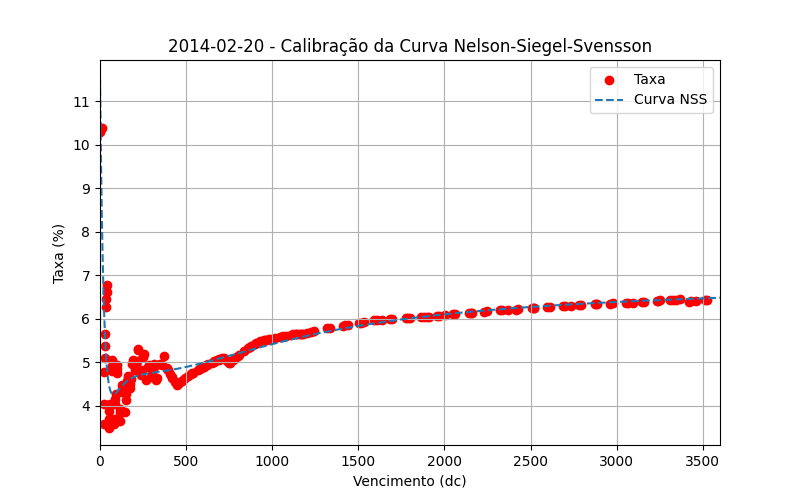 2014-02-20 - Calibração da Curva Nelson-Siegel-Svensson
Taxa
Curva NSS
Taxa (%)
11
10
9
8
7
6
5
4
0 500 1000 1500 2000 2500 3000 3500
Vencimento (dc)